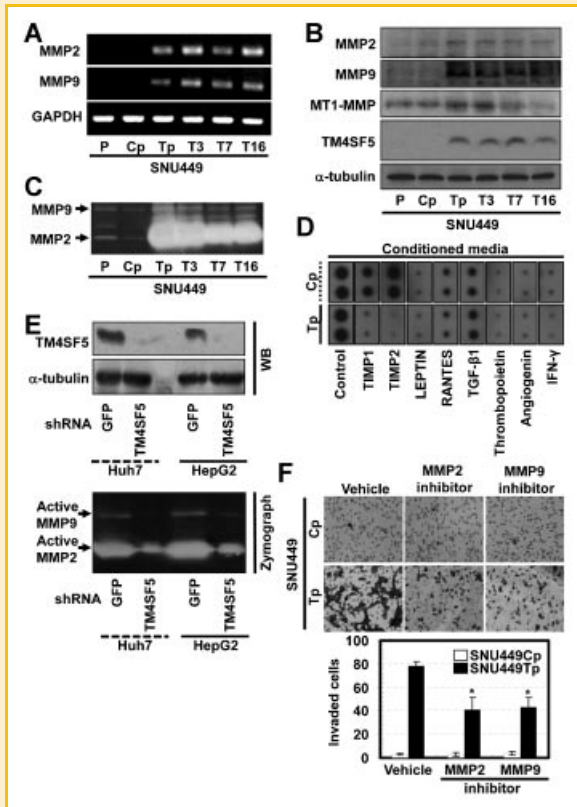 A
MMP2
MMP9
GAPDH
P Cp Tp T3 T7 T16
SNU449
B
MMP2
MMP9
MT1-MMP
TM4SF5
α-tubulin
P Cp Tp T3 T7 T16
SNU449
C
MMP9
MMP2
P Cp Tp T3 T7 T16
SNU449
D
Conditioned media
Cp
Tp
Control
TIMP1
TIMP2
LEPTIN
RANTES
TGF-β1
Thrombopoietin
Angiogenin
IFN-γ
E
TM4SF5
α-tubulin
WB
shRNA
GFP
TM4SF5
GFP
TM4SF5
Huh7 HepG2
Active
MMP9
Active
MMP2
Zymograph
shRNA
GFP
TM4SF5
GFP
TM4SF5
Huh7 HepG2
F
Vehicle
MMP2
inhibitor
MMP9
inhibitor
SNU449
Cp
Tp
Invaded cells
100
80
60
40
20
0
SNU449Cp
SNU449Tp
* *
Vehicle MMP2 MMP9
inhibitor